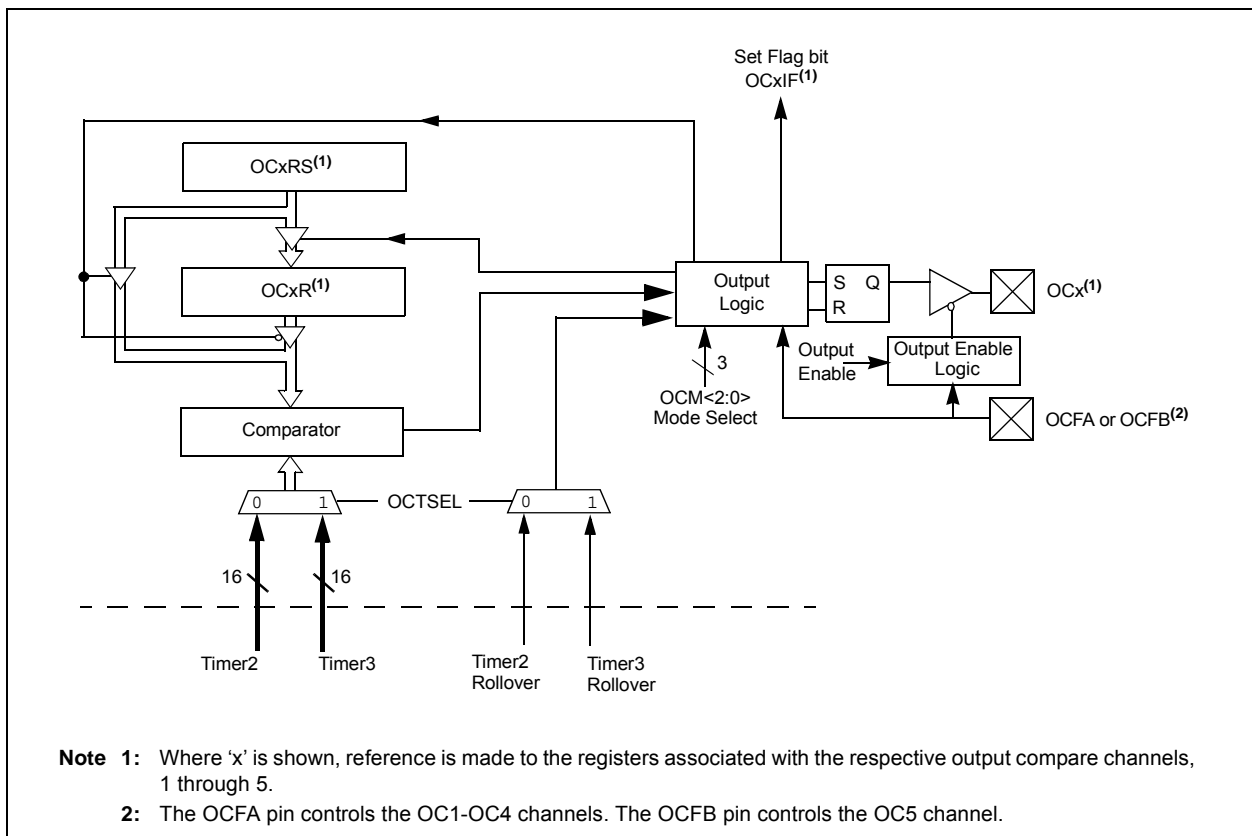 Set Flag bit
OCxIF(1)
OCxRS(1)
OCxR(1)
Output
Logic
S Q
R
OCx(1)
Output
Enable
Output Enable
Logic
3
OCM<2:0>
Mode Select
Comparator
OCFA or OCFB(2)
0 1
OCTSEL
0 1
16
16
Timer2
Timer3
Timer2
Rollover
Timer3
Rollover
Note 1: Where ‘x’ is shown, reference is made to the registers associated with the respective output compare channels,
1 through 5.
2: The OCFA pin controls the OC1-OC4 channels. The OCFB pin controls the OC5 channel.